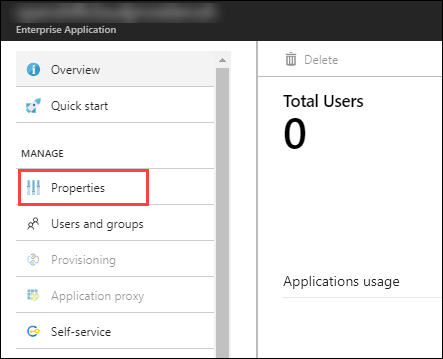 Enterprise Application
Overview
Quick start
MANAGE
Properties
Users and groups
Provisioning
Application proxy
Self-service
Delete
Total Users
0
Applications usage